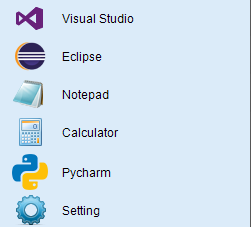 Visual Studio
Eclipse
Notepad
Calculator
Pycharm
Setting